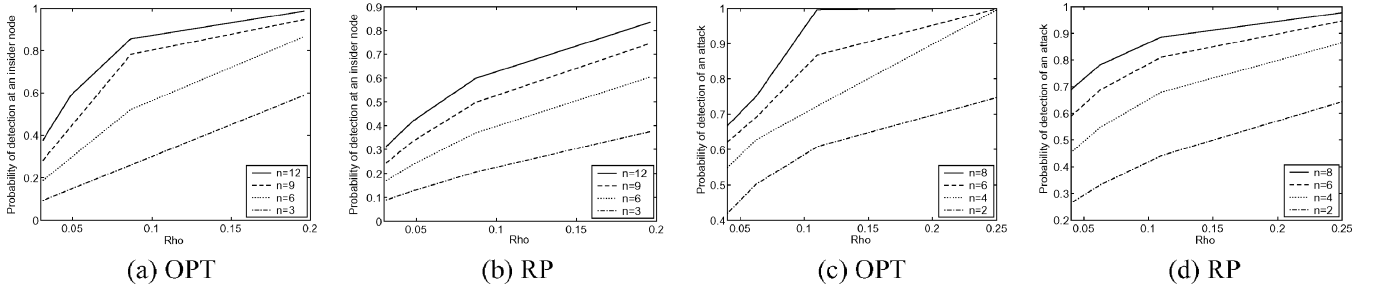 Probability of detection at an insider node
1
0.8
0.6
0.4
0.2
0
0.05
0.1
0.15
0.2
Rho
n=12
n=9
n=6
n=3
(a) OPT
Probability of detection at an insider node
1
0.9
0.8
0.7
0.6
0.5
0.4
0.3
0.2
0.1
0
0.05
0.1
0.15
0.2
Rho
n=12
n=9
n=6
n=3
(b) RP
Probability of detection of an attack
1
0.9
0.8
0.7
0.6
0.5
0.4
0.05
0.1
0.15
0.2
0.25
Rho
n=8
n=6
n=4
n=2
(c) OPT
Probability of detection of an attack
1
0.9
0.8
0.7
0.6
0.5
0.4
0.3
0.2
0.05
0.1
0.15
0.2
0.25
Rho
n=8
n=6
n=4
n=2
(d) RP